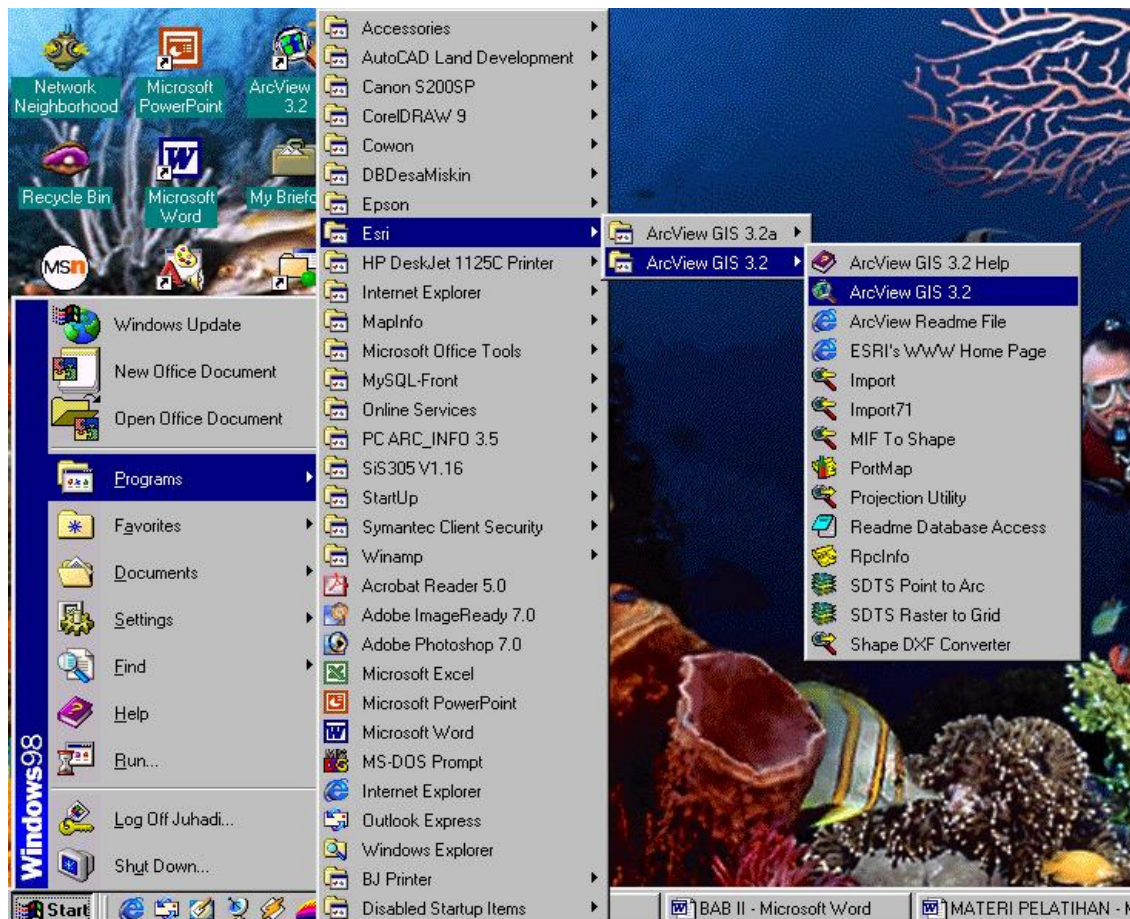 Network
Neighborhood
Microsoft
PowerPoint
ArcView
3.2
Recycle Bin
Microsoft
Word
My Briefc
msn
Windows98
Windows Update
New Office Document
Open Office Document
Programs
Favorites
Documents
Settings
Find
Help
Run...
Log Off Juhadi...
Shut Down...
Accessories
AutoCAD Land Development
Canon S200SP
CorelDRAW 9
Cowon
DBDesaMiskin
Epson
Esri
HP DeskJet 1125C Printer
Internet Explorer
MapInfo
Microsoft Office Tools
MySQL-Front
Online Services
PC ARC_INFO 3.5
SiS305 V1.16
StartUp
Symantec Client Security
Winamp
Acrobat Reader 5.0
Adobe ImageReady 7.0
Adobe Photoshop 7.0
Microsoft Excel
Microsoft PowerPoint
Microsoft Word
MS-DOS Prompt
Internet Explorer
Outlook Express
Windows Explorer
BJ Printer
Disabled Startup Items
ArcView GIS 3.2a
ArcView GIS 3.2
ArcView GIS 3.2 Help
ArcView GIS 3.2
ArcView Readme File
ESRI's WWW Home Page
Import
Import71
MIF To Shape
PortMap
Projection Utility
Readme Database Access
RpcInfo
SDTS Point to Arc
SDTS Raster to Grid
Shape DXF Converter
Start
BAB II - Microsoft Word
MATERI PELATIHAN - M